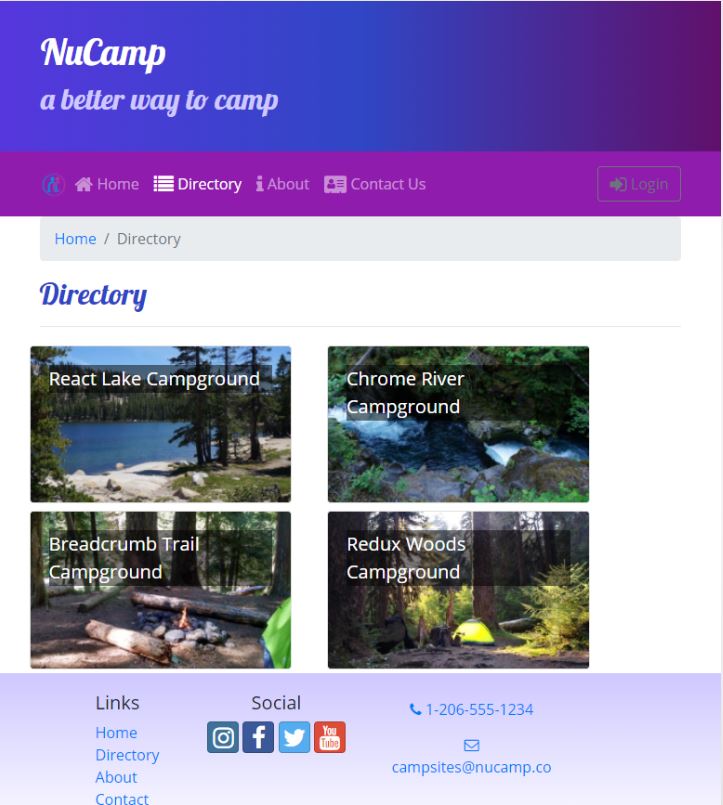 NuCamp
a better way to camp
Home Directory About Contact Us Login
Home / Directory
Directory
React Lake Campground
Chrome River
Campground
Breadcrumb Trail
Campground
Redux Woods
Campground
Links
Home
Directory
About
Contact
Social
You
Tube
1-206-555-1234
campsites@nucamp.co